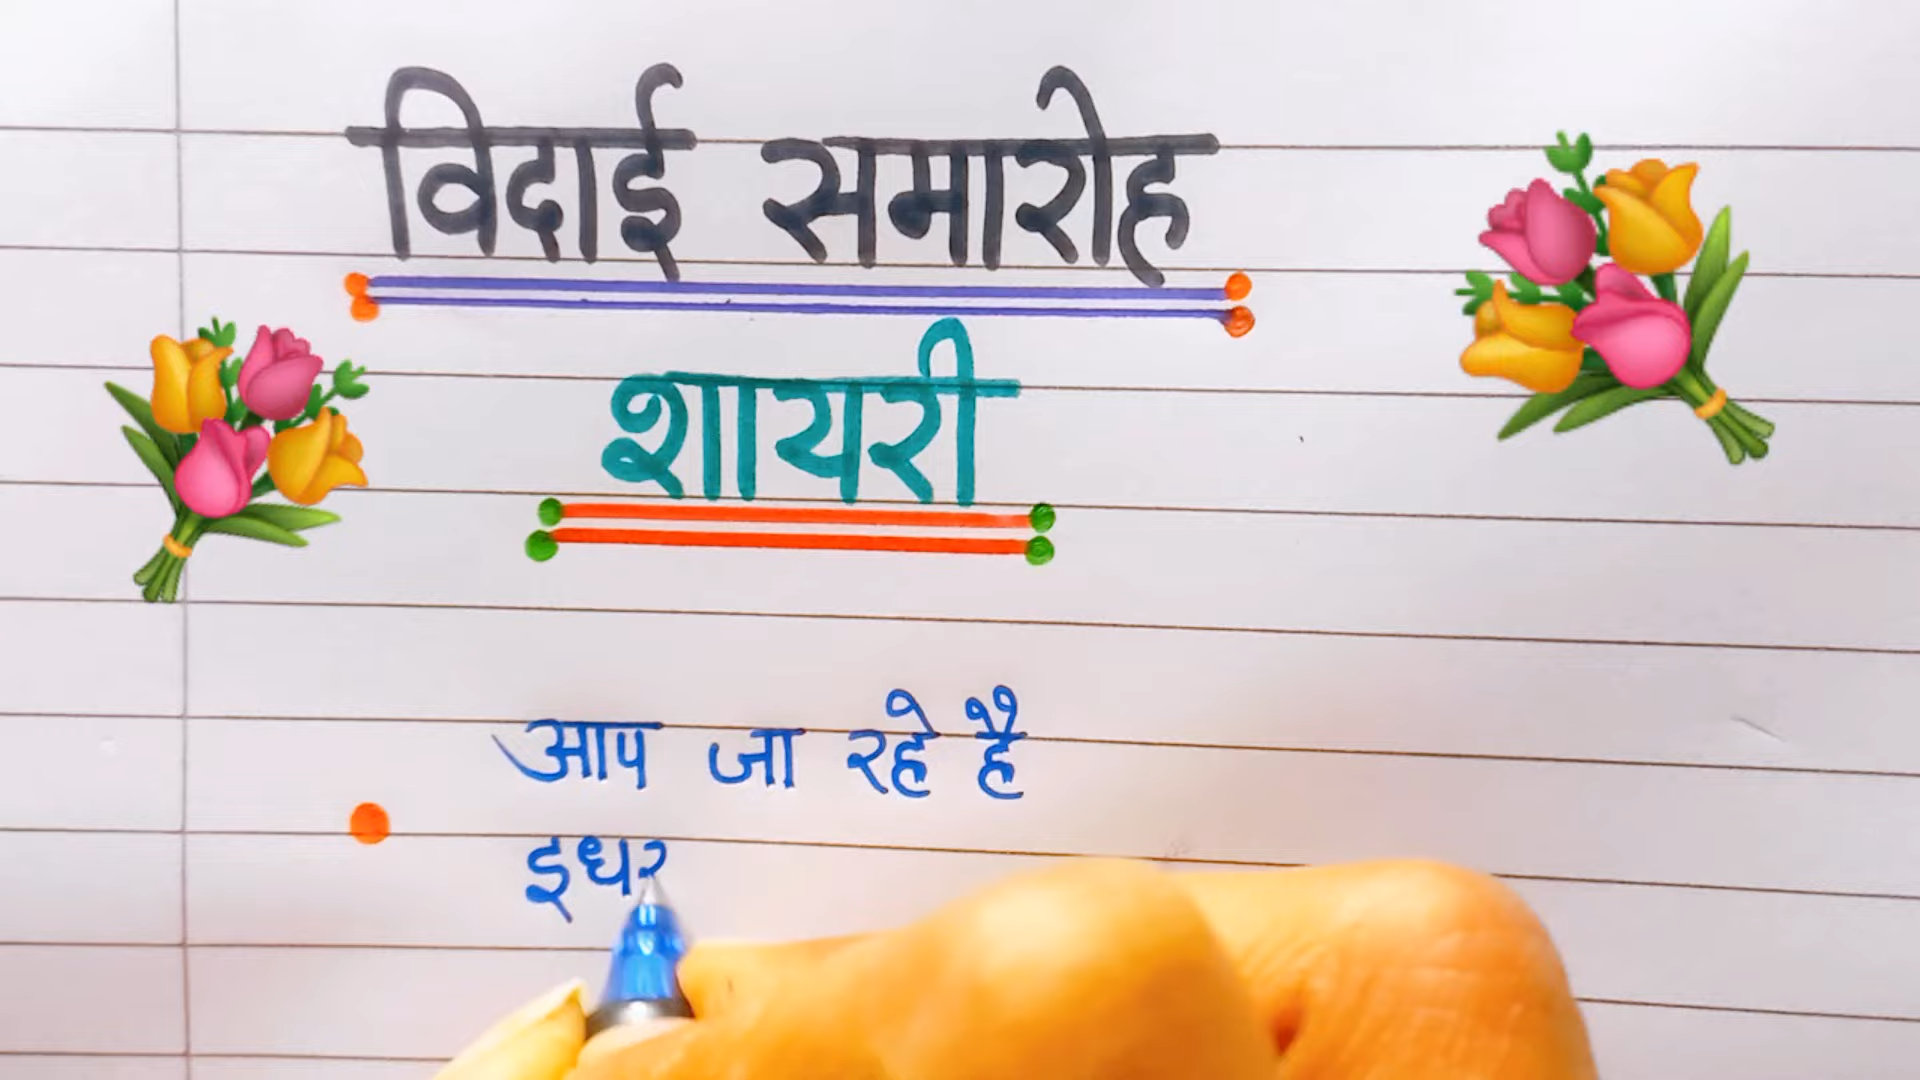 विदाई समारोह
शायरी
आप जा रहे है
इधर